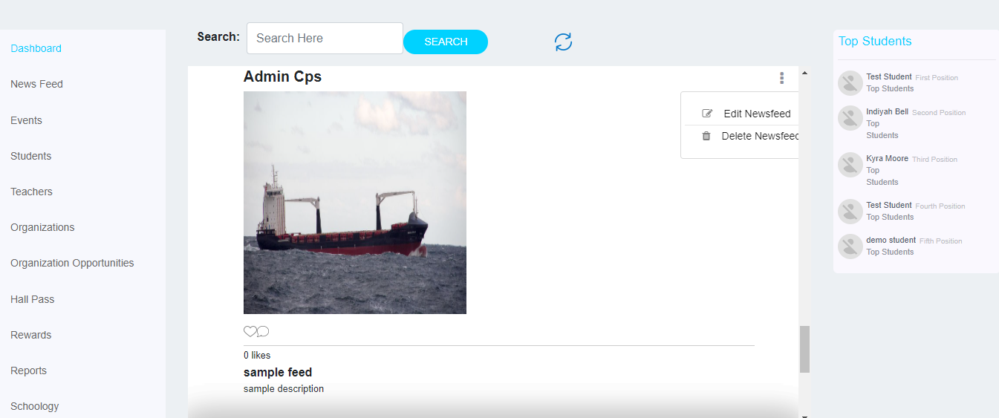 Dashboard
News Feed
Events
Students
Teachers
Organizations
Organization Opportunities
Hall Pass
Rewards
Reports
Schoology
Search: Search Here SEARCH
Admin Cps
Edit Newsfeed
Delete Newsfeed
0 likes
sample feed
sample description
Top Students
Test Student First Position
Top Students
Indiyah Bell Second Position
Top
Students
Kyra Moore Third Position
Top
Students
Test Student Fourth Position
Top Students
demo student Fifth Position
Top Students